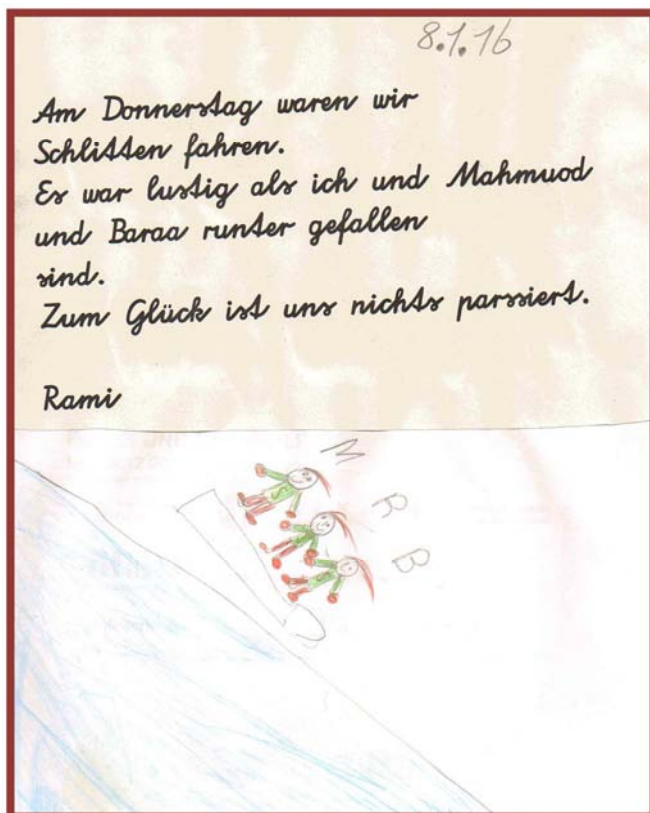 8.1.16
Am Donnerstag waren wir
Schlitten fahren.
Es war lustig als ich und Mahmuod
und Baraa runter gefallen
sind.
Zum Glück ist uns nichts parssiert.
Rami
M
R
B
S